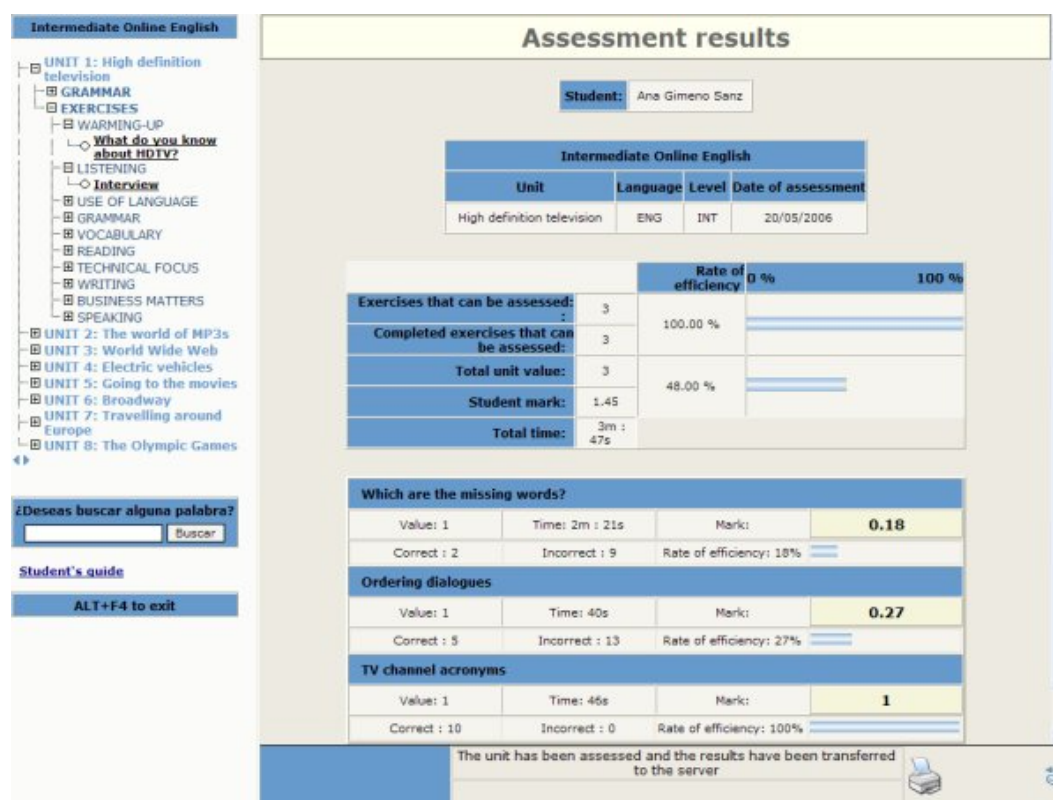 Intermediate Online English
UNIT 1: High definition
television
GRAMMAR
EXERCISES
WARMING-UP
What do you know
about HDTV?
LISTENING
Interview
USE OF LANGUAGE
GRAMMAR
VOCABULARY
READING
TECHNICAL FOCUS
WRITING
BUSINESS MATTERS
SPEAKING
UNIT 2: The world of MP3s
UNIT 3: World Wide Web
UNIT 4: Electric vehicles
UNIT 5: Going to the movies
UNIT 6: Broadway
UNIT 7: Travelling around
Europe
UNIT 8: The Olympic Games
¿Deseas buscar alguna palabra?
Buscar
Student's guide
ALT+F4 to exit
Assessment results
Student: Ana Gimeno Sanz
Intermediate Online English
Unit Language Level Date of assessment
High definition television ENG INT 20/05/2006
Rate of
efficiency 0 % 100 %
Exercises that can be assessed:
: 3
100.00 %
Completed exercises that can
be assessed: 3
Total unit value: 3
48.00 %
Student mark: 1.45
Total time: 3m :
47s
Which are the missing words?
Value: 1 Time: 2m : 21s Mark: 0.18
Correct : 2 Incorrect : 9 Rate of efficiency: 18%
Ordering dialogues
Value: 1 Time: 40s Mark: 0.27
Correct : 5 Incorrect : 13 Rate of efficiency: 27%
TV channel acronyms
Value: 1 Time: 46s Mark: 1
Correct : 10 Incorrect : 0 Rate of efficiency: 100%
The unit has been assessed and the results have been transferred
to the server